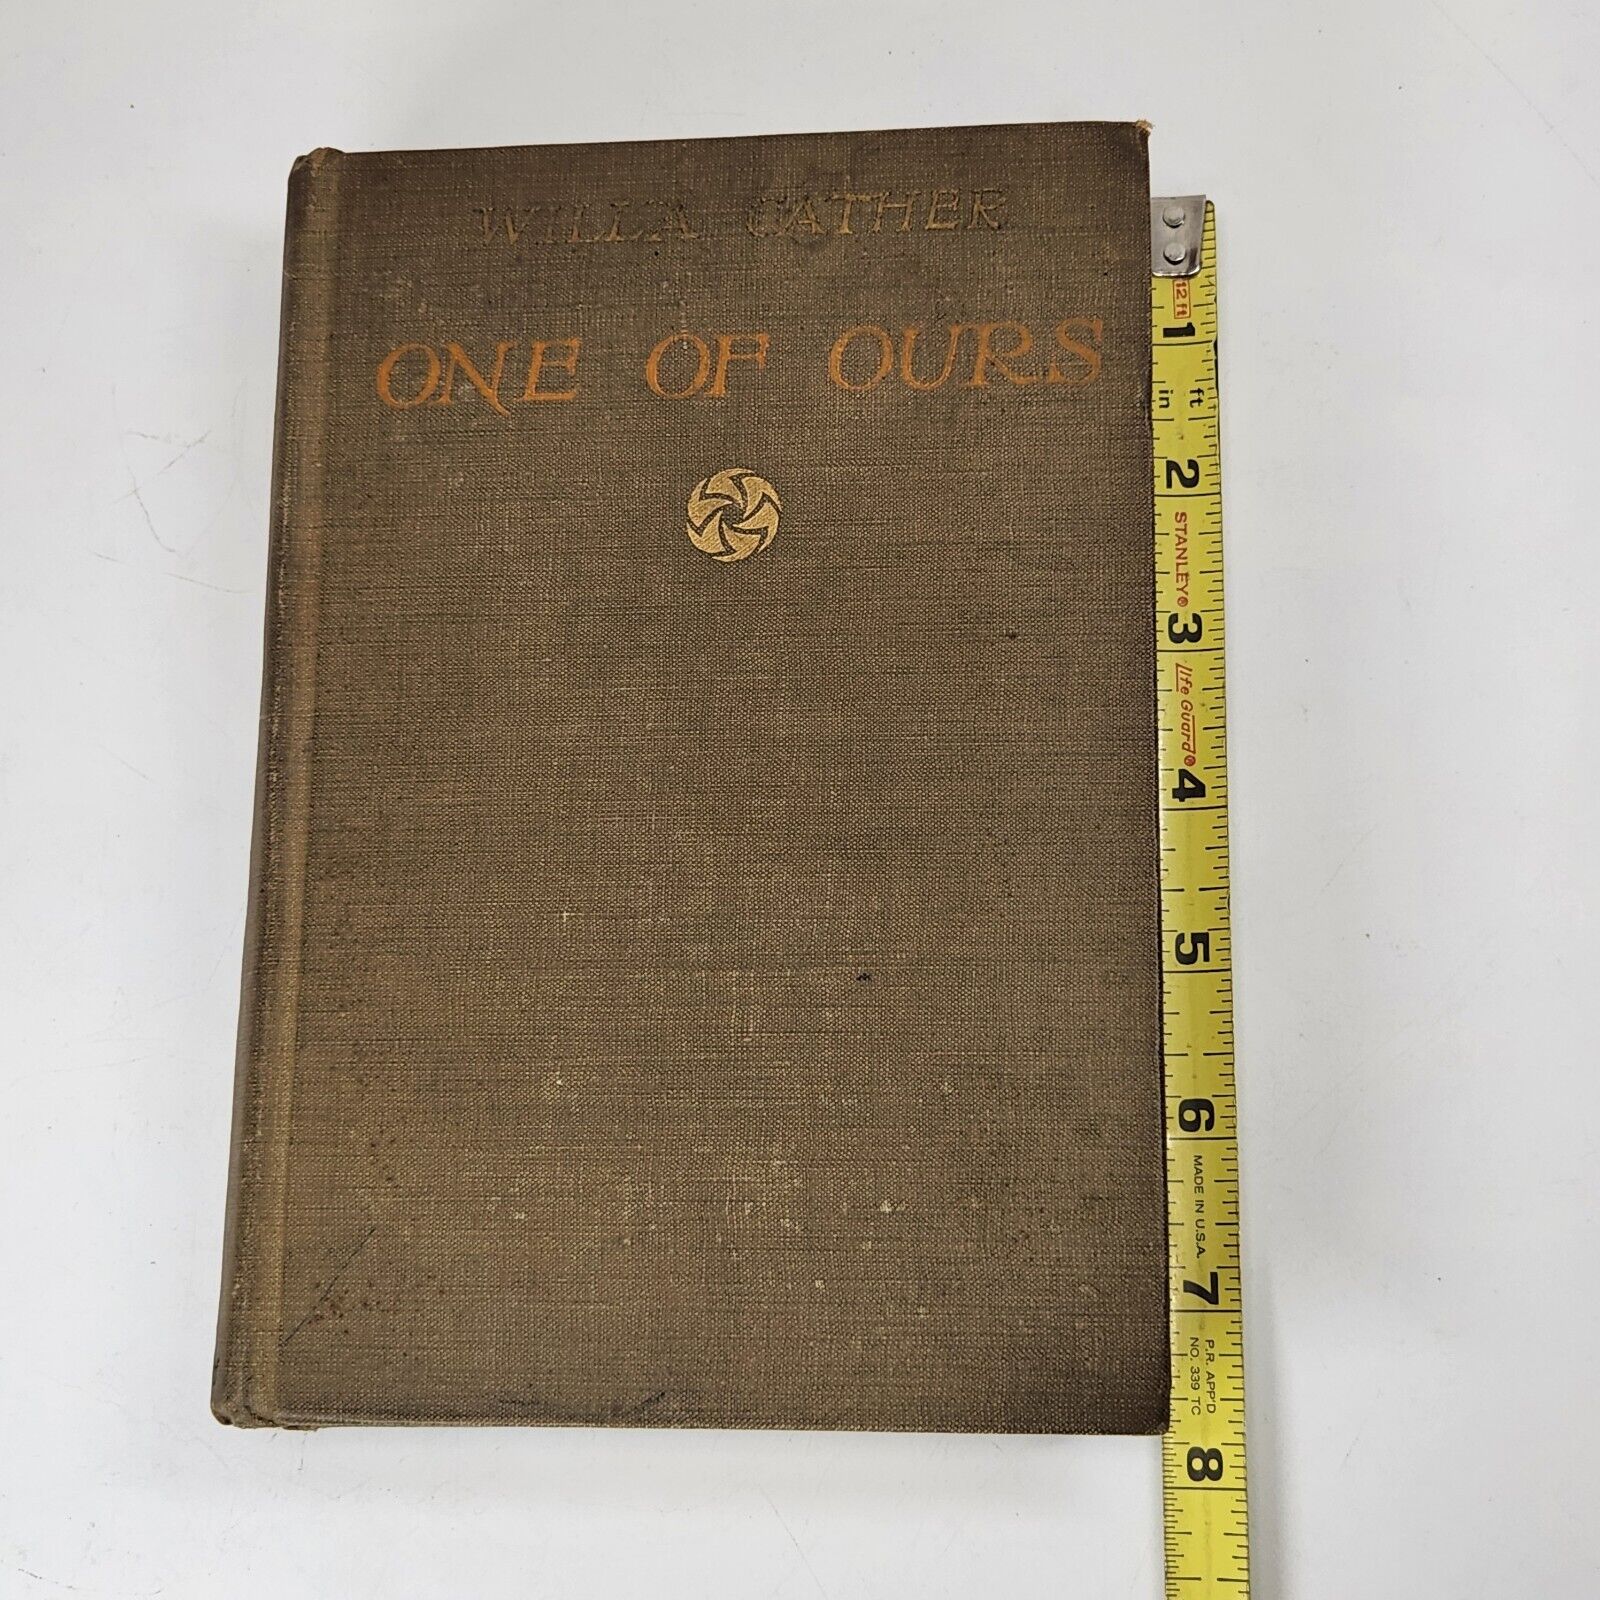 WILLA CATHER
ONE OF OURS
12 ft
1
in ft
2
STANLEY®
3
Life Guard®
4
5
6
MADE IN U.S.A.
7
P.R. APP'D
NO. 339 TC
8